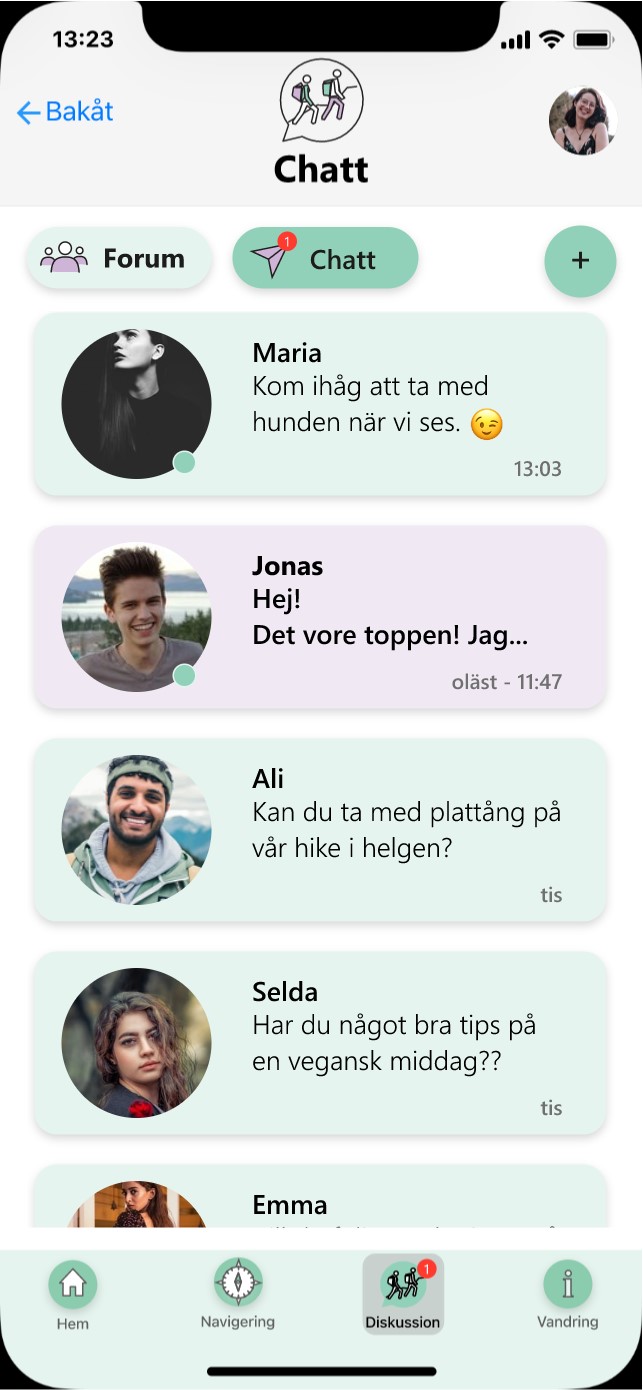 13:23
Bakåt
Chatt
Forum
1
Chatt
+
Maria
Kom ihåg att ta med
hunden när vi ses. 😉
13:03
Jonas
Hej!
Det vore toppen! Jag...
oläst - 11:47
Ali
Kan du ta med plattång på
vår hike i helgen?
tis
Selda
Har du något bra tips på
en vegansk middag??
tis
Emma
1
Hem
Navigering
Diskussion
Vandring